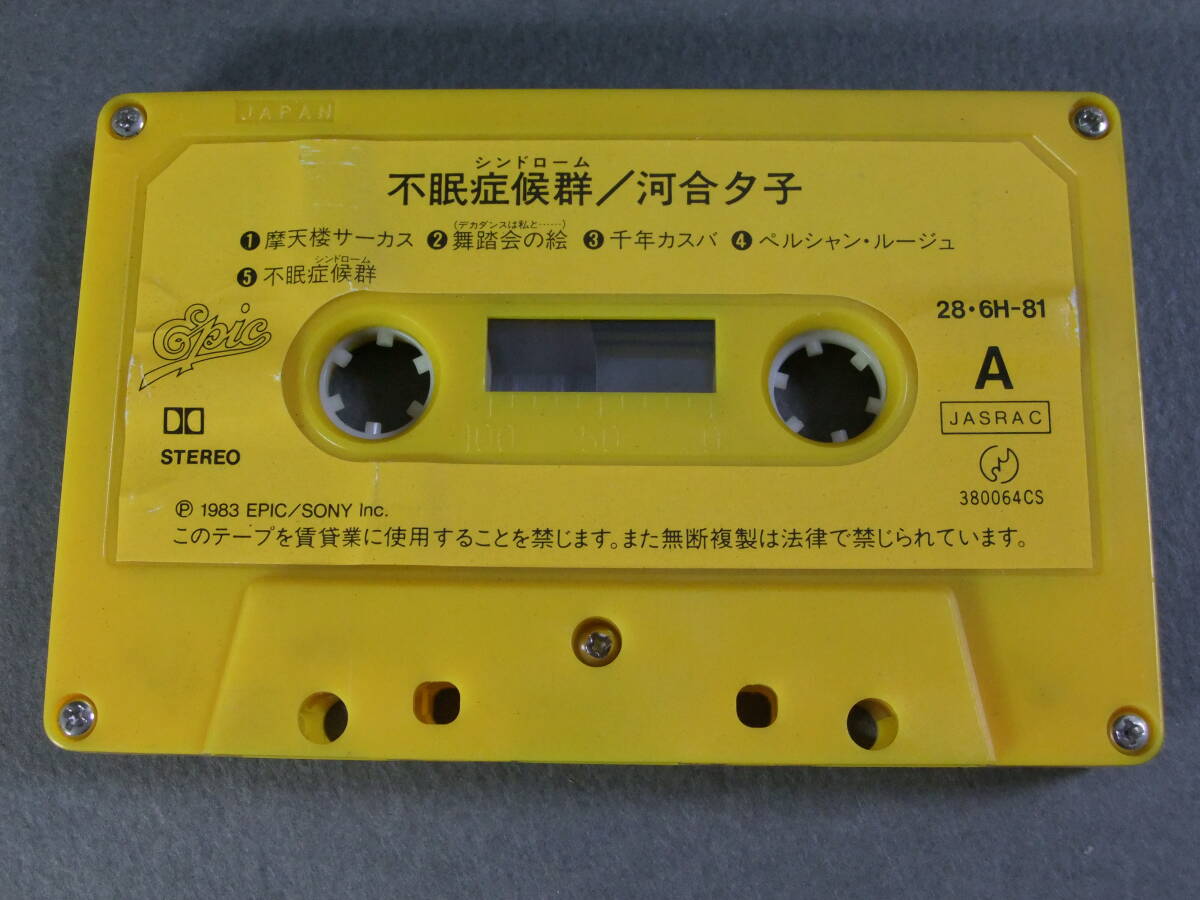 JAPAN
シンドローム
不眠症候群/河合夕子
(デカダンスは私と……)
❶摩天楼サーカス ❷舞踏会の絵 ❸千年カスバ ❹ペルシャン・ルージュ
シンドローム
❺不眠症候群
Epic
28・6H-81
A
JASRAC
STEREO
100 50 0
380064CS
Ⓟ 1983 EPIC/SONY Inc.
このテープを賃貸業に使用することを禁じます。また無断複製は法律で禁じられています。